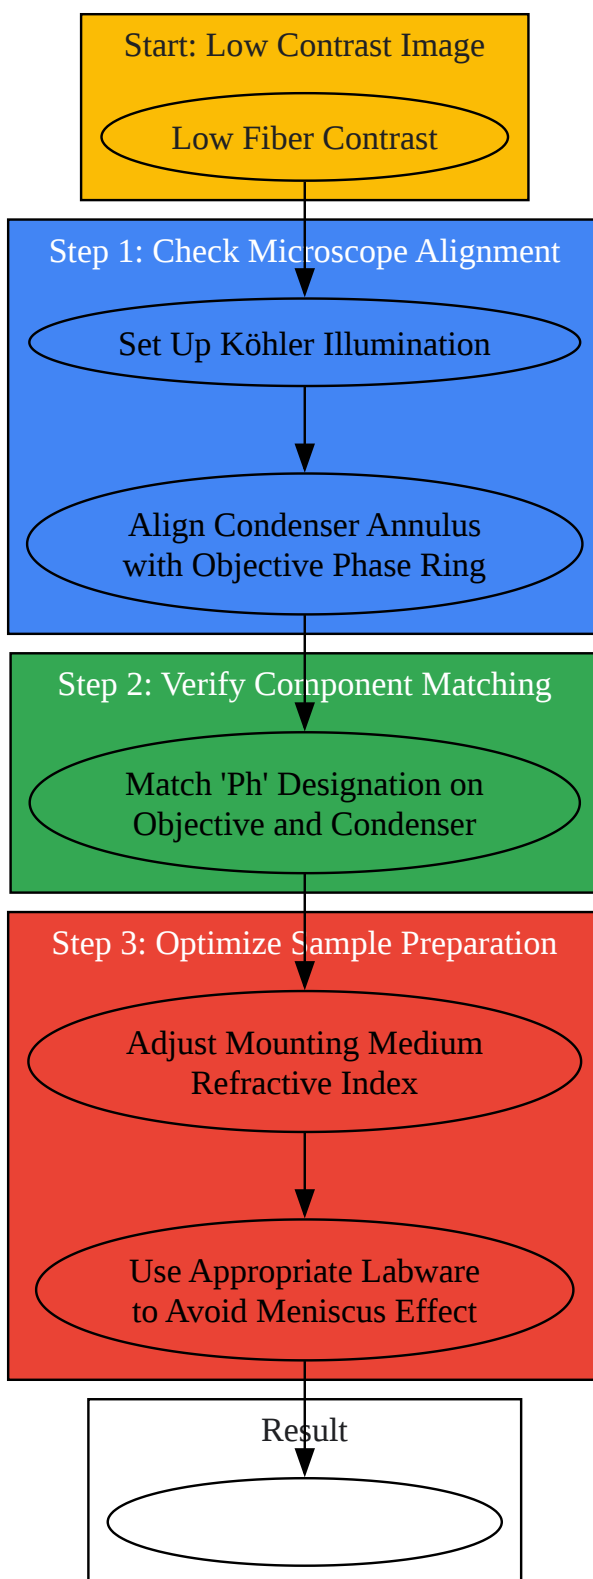 Start: Low Contrast Image
Low Fiber Contrast
Step 1: Check Microscope Alignment
Set Up Köhler Illumination
Align Condenser Annulus
with Objective Phase Ring
Step 2: Verify Component Matching
Match 'Ph' Designation on
Objective and Condenser
Step 3: Optimize Sample Preparation
Adjust Mounting Medium
Refractive Index
Use Appropriate Labware
to Avoid Meniscus Effect
Result